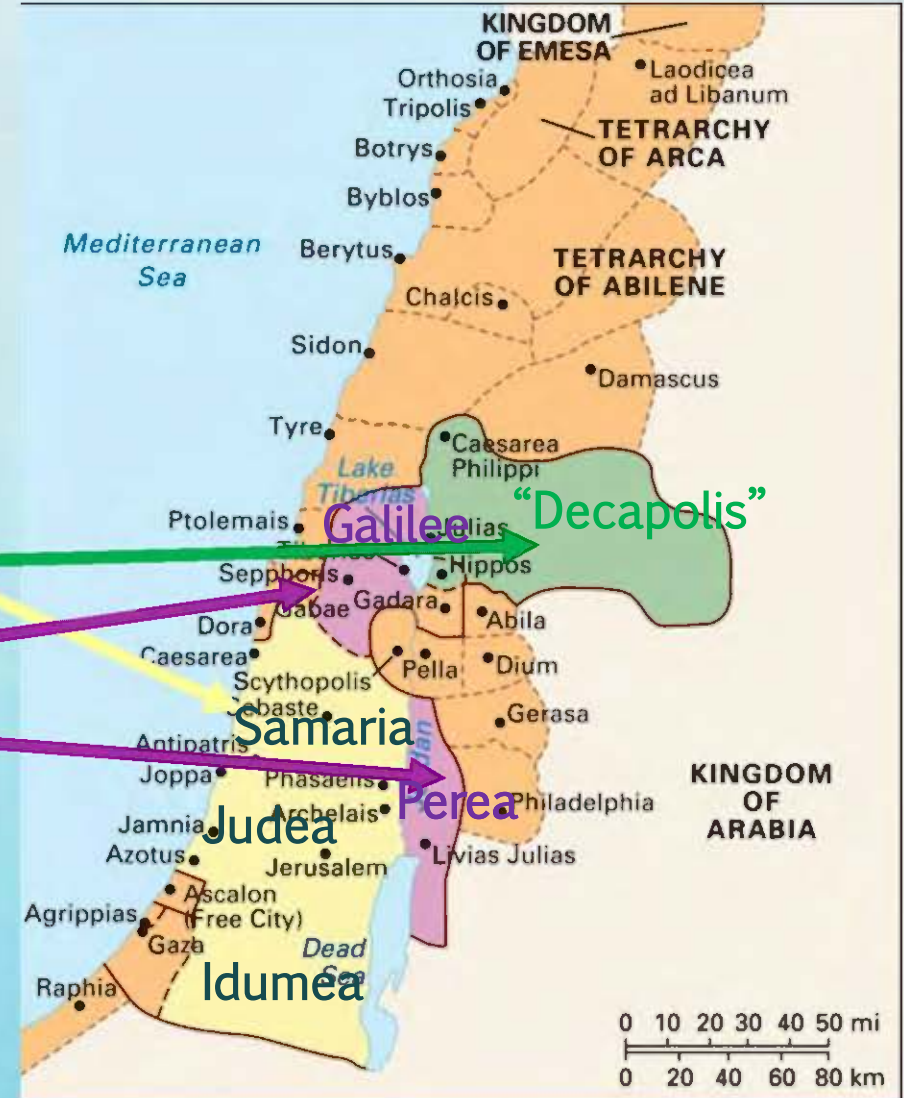 KINGDOM
OF EMESA
Orthosia
Laodicea
ad Libanum
Tripolis
TETRARCHY
OF ARCA
Botrys
Byblos
Mediterranean
Sea
Berytus
TETRARCHY
OF ABILENE
Chalcis
Sidon
Damascus
Tyre
Caesarea
Philippi
Lake
Tiberias
"Decapolis"
Ptolemais
Galilee
Julias
Hippos
Sepphoris
Gabae
Gadara
Abila
Dora
Caesarea
Pella
Dium
Scythopolis
Sebaste
Gerasa
Samaria
Antipatris
Joppa
Phasaelis
KINGDOM
OF
ARABIA
Perea
Philadelphia
Archelais
Jamnia
Judea
Azotus
Jerusalem
Livias Julias
Ascalon
(Free City)
Agrippias
Gaza
Dead
Sea
Idumea
Raphia
0 10 20 30 40 50 mi
0 20 40 60 80 km